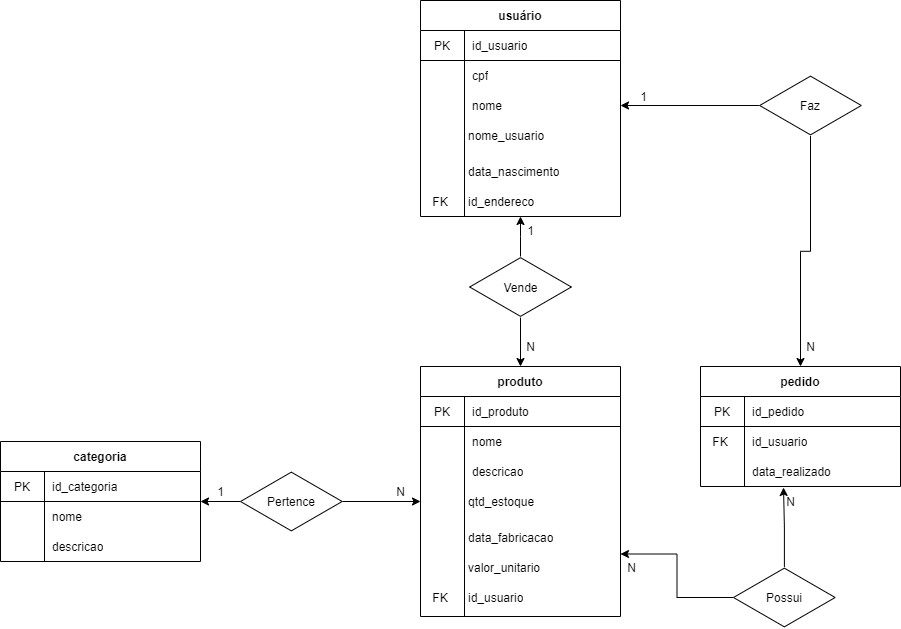 usuário
PK id_usuario
cpf
nome
nome_usuario
data_nascimento
FK id_endereco
1
Faz
1
Vende
N
N
produto
PK id_produto
nome
descricao
qtd_estoque
data_fabricacao
valor_unitario
FK id_usuario
pedido
PK id_pedido
FK id_usuario
data_realizado
categoria
PK id_categoria
nome
descricao
1
Pertence
N
N
N
Possui